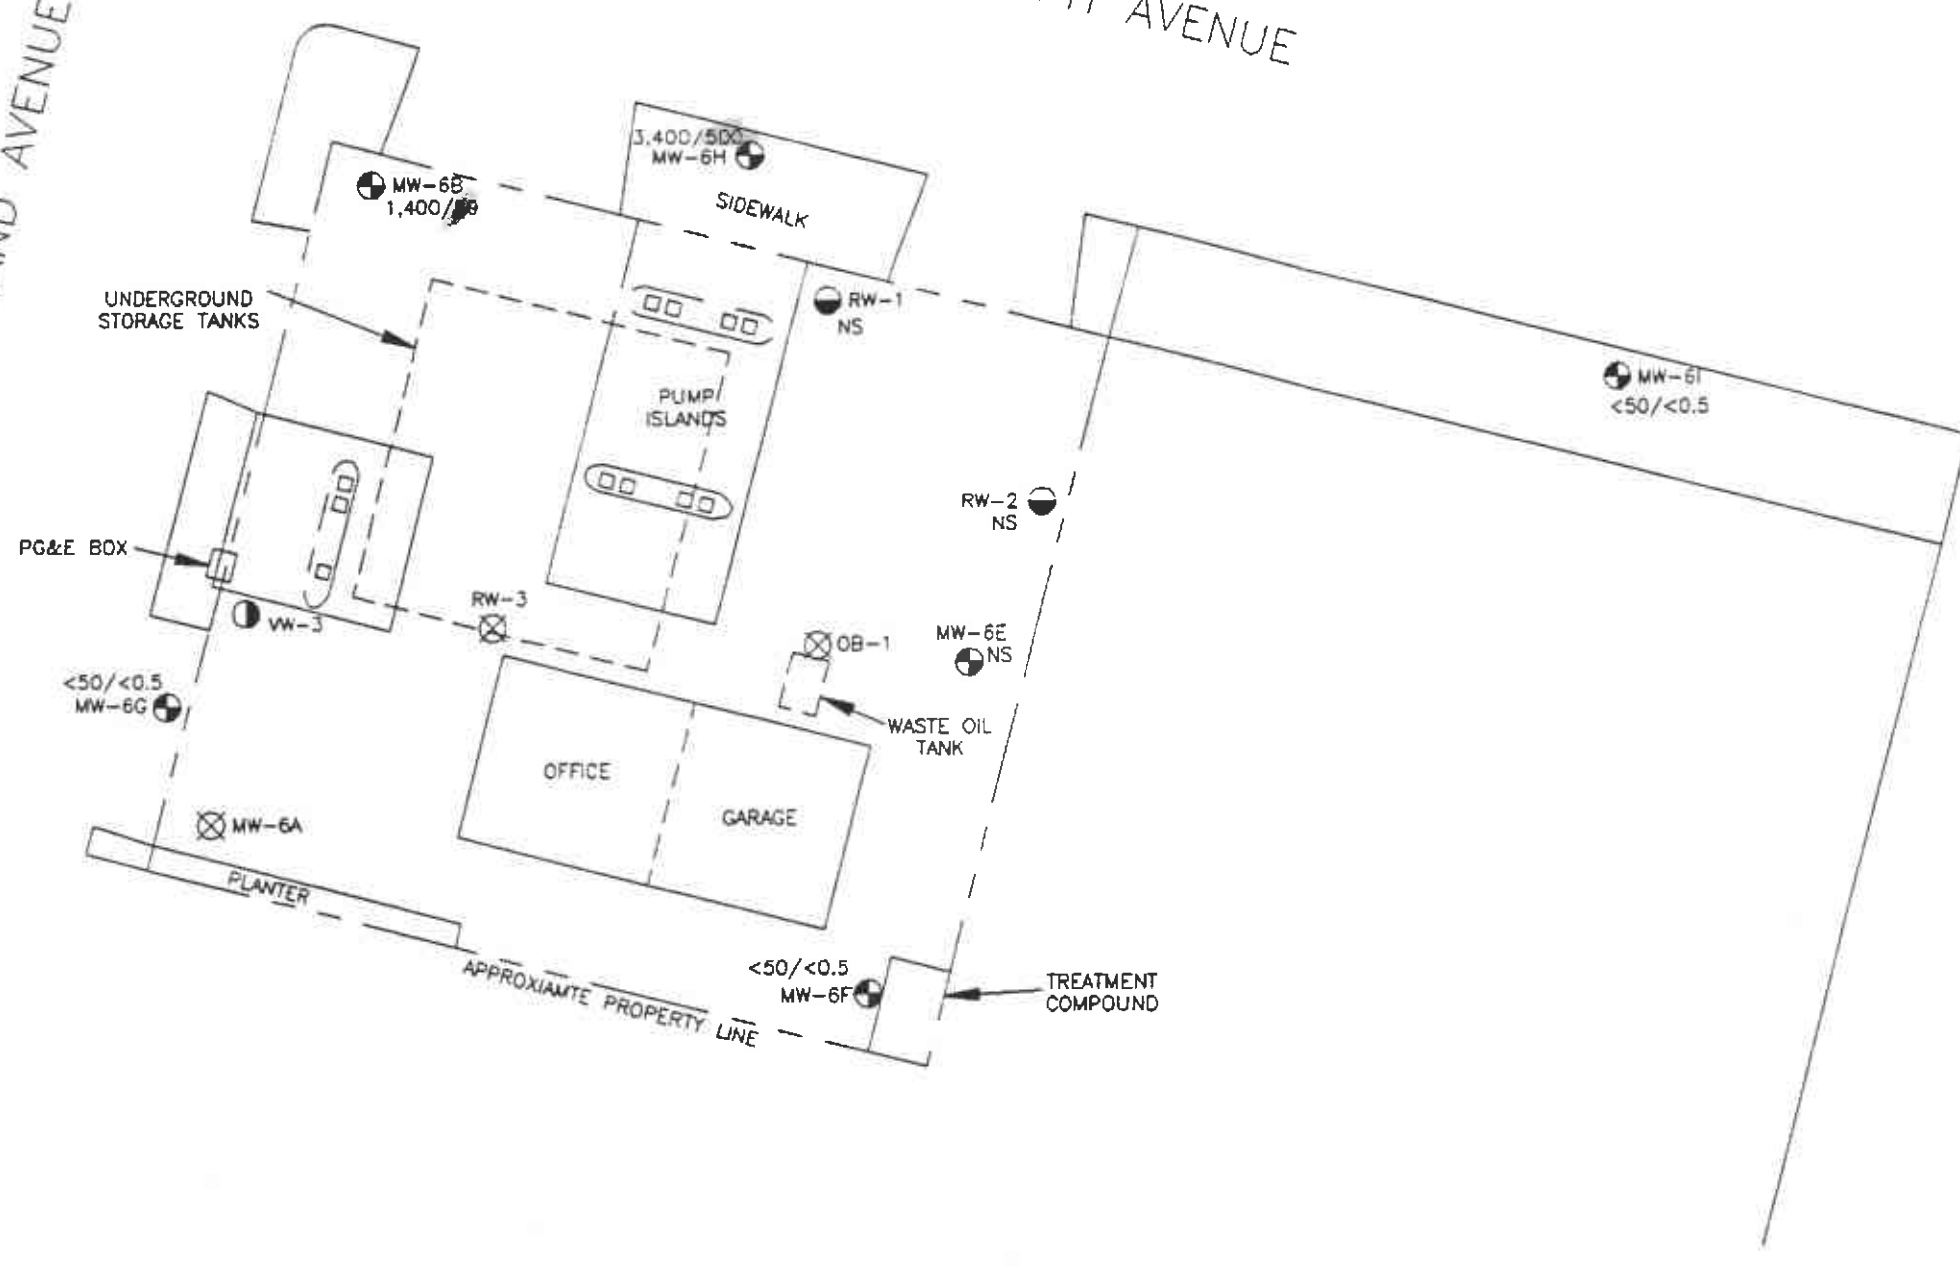 AVENUE
AVENUE
3,400/500
MW-6H
MW-6B
1,400/
SIDEWALK
UNDERGROUND
STORAGE TANKS
RW-1
NS
MW-6I
<50/<0.5
PUMP
ISLANDS
RW-2
NS
PG&E BOX
RW-3
VW-3
OB-1
MW-6E
NS
<50/<0.5
MW-6G
WASTE OIL
TANK
OFFICE
GARAGE
MW-6A
PLANTER
<50/<0.5
MW-6F
TREATMENT
COMPOUND
APPROXIAMTE PROPERTY LINE